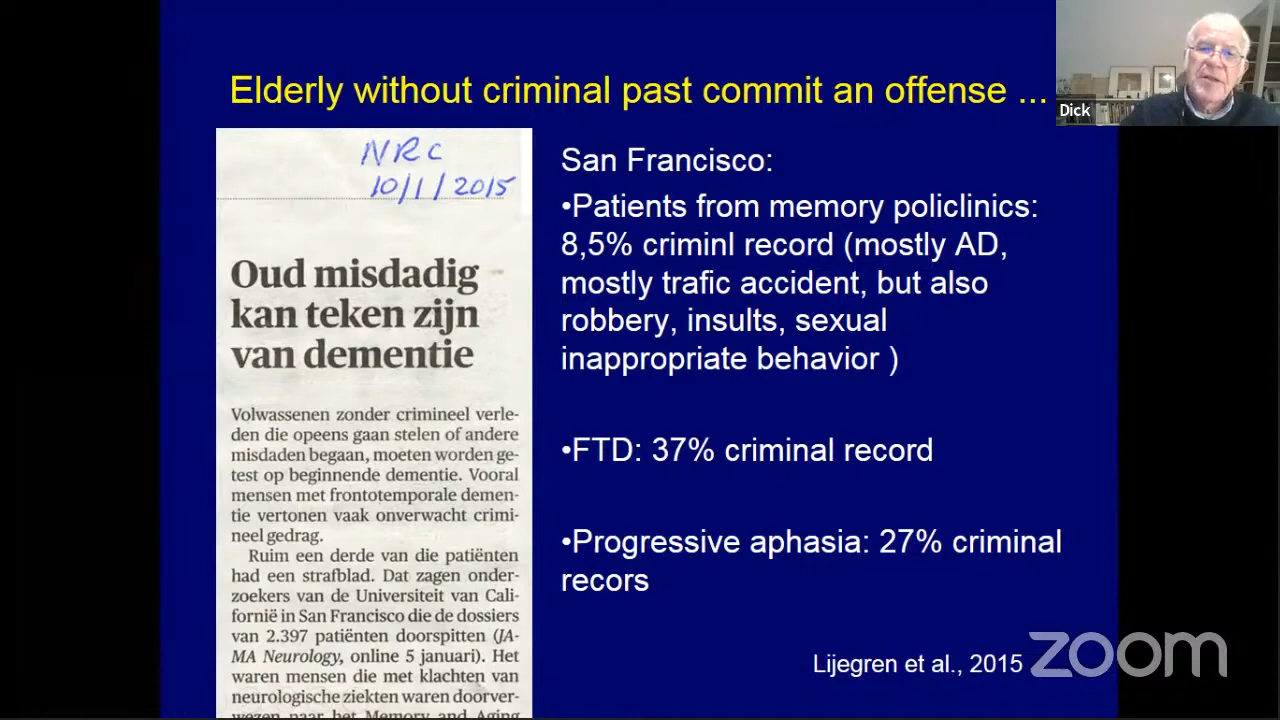 Elderly without criminal past commit an offense ...
Dick
NRC
10/1/2015
Oud misdadig
kan teken zijn
van dementie
Volwassenen zonder crimineel verle-
den die opeens gaan stelen of andere
misdaden begaan, moeten worden ge-
test op beginnende dementie. Vooral
mensen met frontotemporale demen-
tie vertonen vaak onverwacht crimi-
neel gedrag.
Ruim een derde van die patiënten
had een strafblad. Dat zagen onder-
zoekers van de Universiteit van Cali-
fornië in San Francisco die de dossiers
van 2.397 patiënten doorspitten (JA-
MA Neurology, online 5 januari). Het
waren mensen die met klachten van
neurologische ziekten waren doorver-
wezen naar het Memory and Aging
San Francisco:
•Patients from memory policlinics:
8,5% criminl record (mostly AD,
mostly trafic accident, but also
robbery, insults, sexual
inappropriate behavior )
•FTD: 37% criminal record
•Progressive aphasia: 27% criminal
recors
Lijegren et al., 2015
zoom